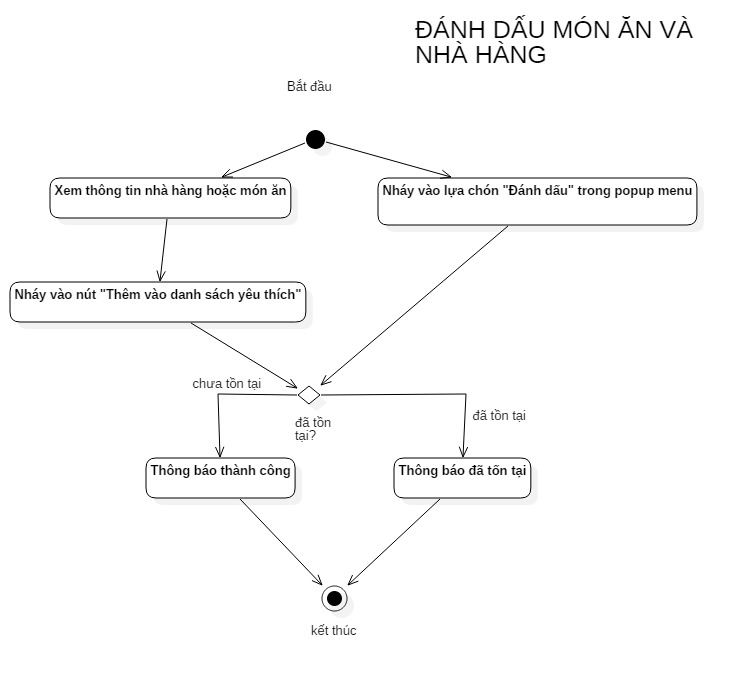 ĐÁNH DẤU MÓN ĂN VÀ
NHÀ HÀNG
Bắt đầu
Xem thông tin nhà hàng hoặc món ăn
Nháy vào lựa chón "Đánh dấu" trong popup menu
Nháy vào nút "Thêm vào danh sách yêu thích"
chưa tồn tại
đã tồn
tại?
đã tồn tại
Thông báo thành công
Thông báo đã tốn tại
kết thúc